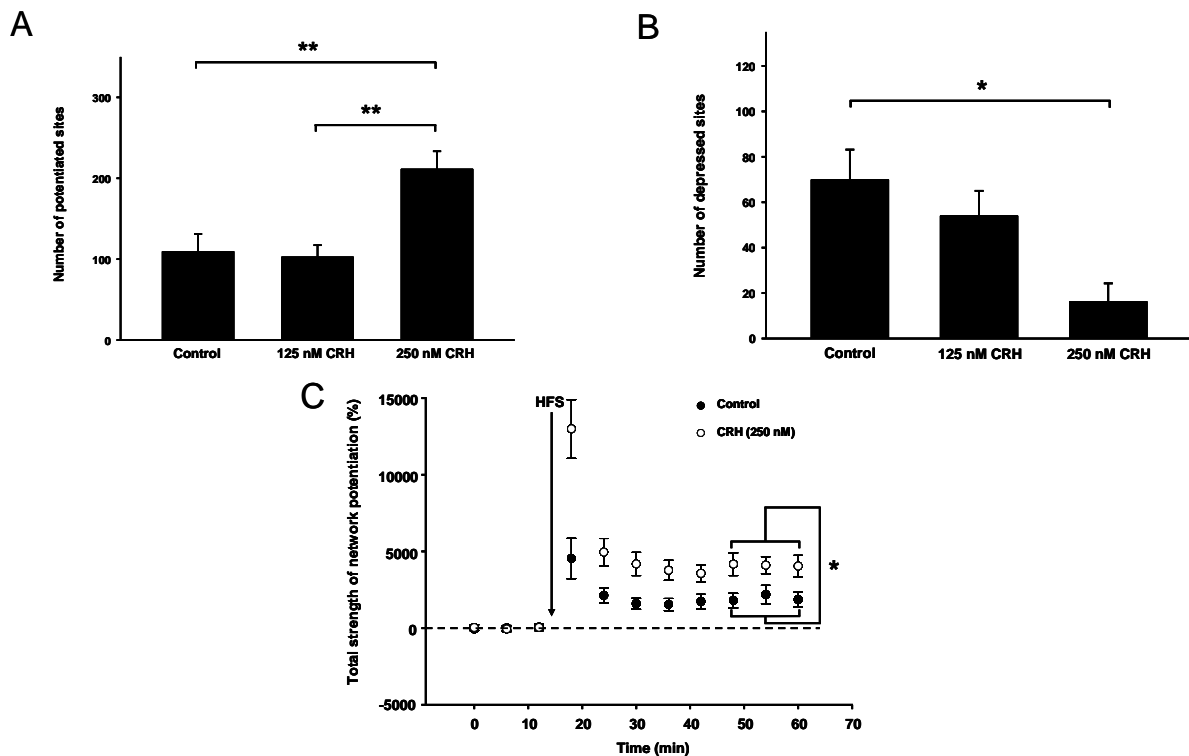 A
**
**
Number of potentiated sites
300
200
100
0
Control
125 nM CRH
250 nM CRH
B
*
Number of depressed sites
120
100
80
60
40
20
0
Control
125 nM CRH
250 nM CRH
C
HFS
Control
CRH (250 nM)
Total strength of network potentiation (%)
15000
10000
5000
0
-5000
*
0
10
20
30
40
50
60
70
Time (min)